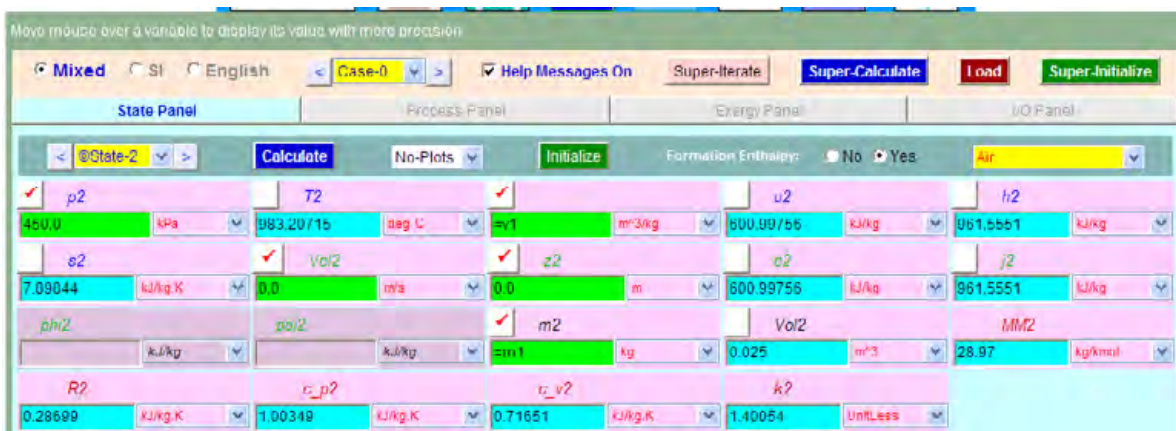 Move mouse over a variable to display its value with more precision.
Mixed SI English < Case-0 > Help Messages On Super-Iterate Super-Calculate Load Super-Initialize
State Panel Process Panel Exergy Panel I/O Panel
< ©State-2 > Calculate No-Plots Initialize Formation Enthalpy: No Yes Air
p2 T2 u2 h2
450.0 kPa 983.20715 deg-C =v1 m^3/kg 600.99756 kJ/kg 961.5551 kJ/kg
s2 Vel2 z2 e2 j2
7.09844 kJ/kg.K 0.0 m/s 0.0 m 600.99756 kJ/kg 961.5551 kJ/kg
phi2 psi2 m2 Vol2 MM2
kJ/kg kJ/kg =m1 kg 0.025 m^3 28.97 kg/kmol
R2 c_p2 c_v2 k2
0.28699 kJ/kg.K 1.00349 kJ/kg.K 0.71651 kJ/kg.K 1.40054 UnitLess